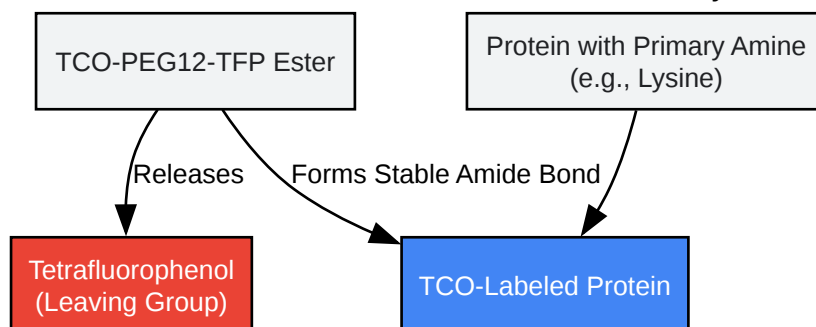 TCO-PEG12-TFP Ester
Protein with Primary Amine
(e.g., Lysine)
Releases
Forms Stable Amide Bond
Tetrafluorophenol
(Leaving Group)
TCO-Labeled Protein